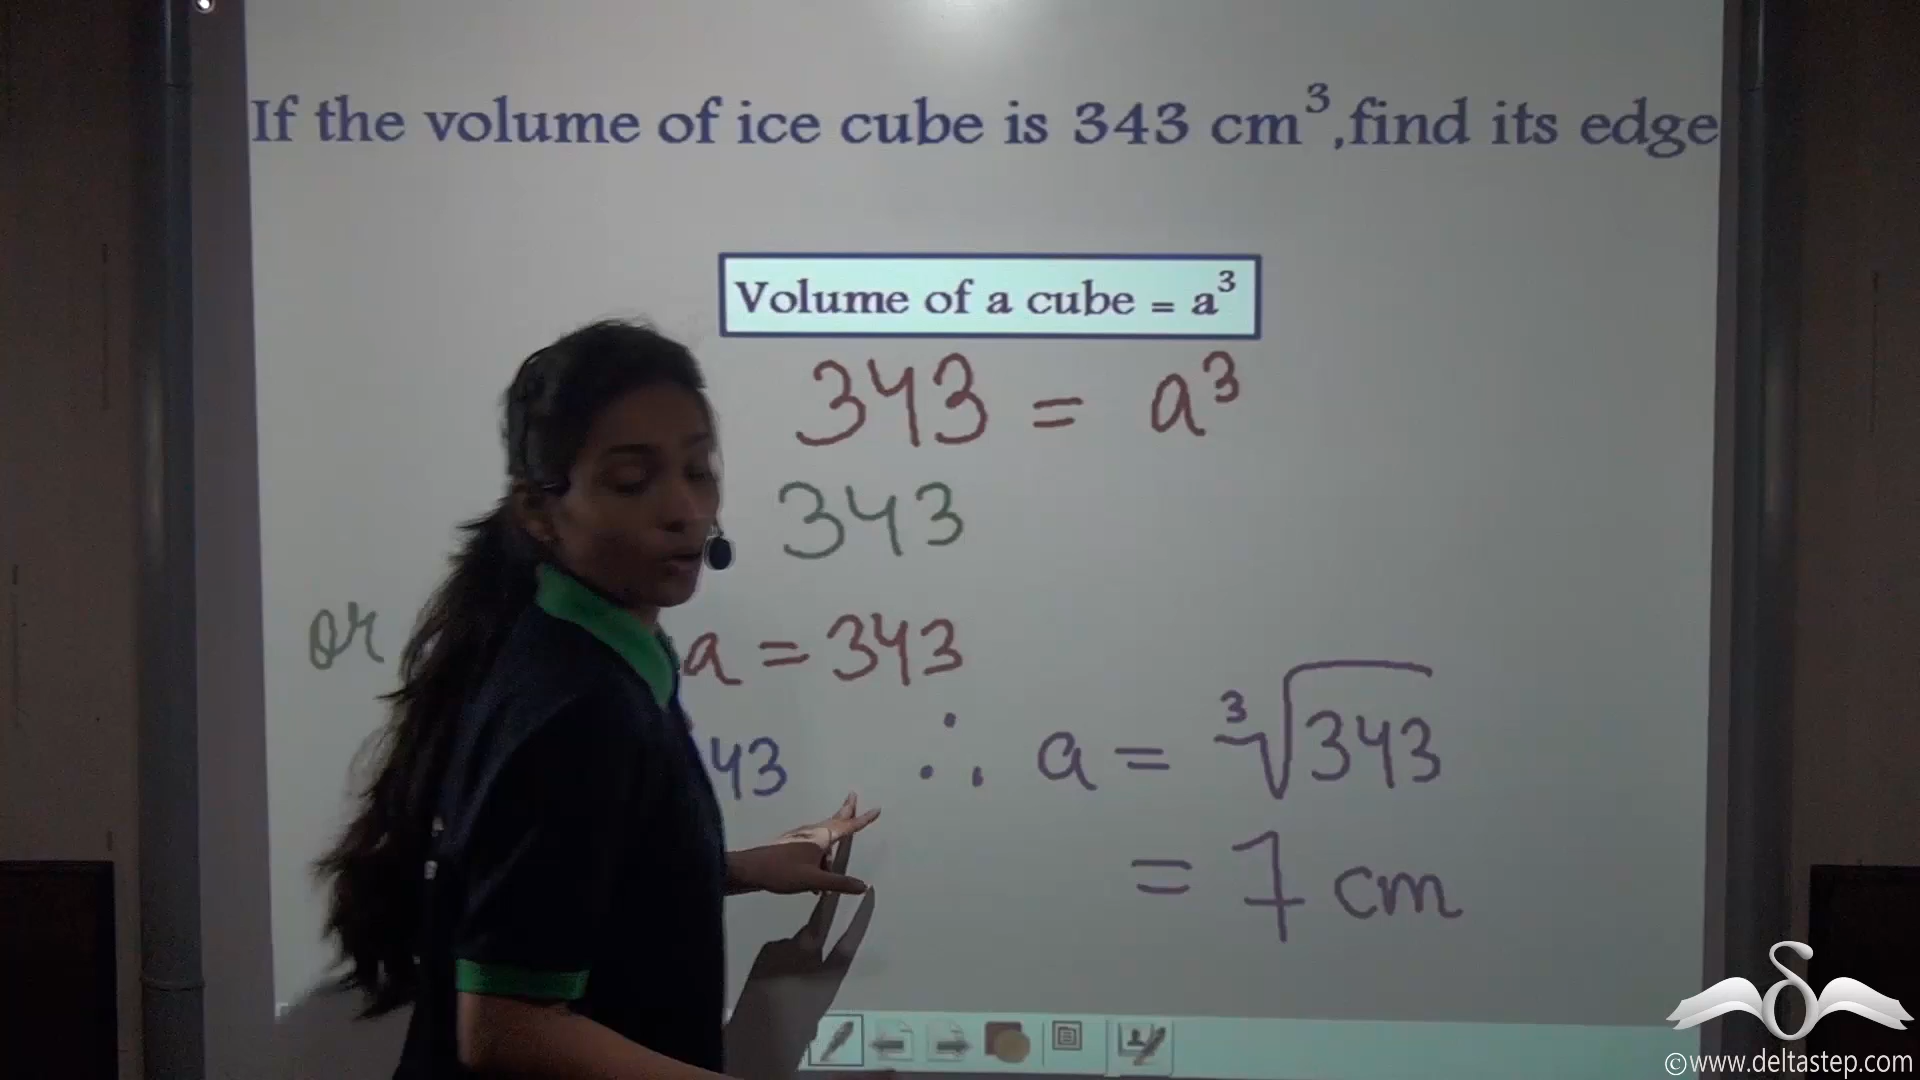 If the volume of ice cube is 343 cm³,find its edge
Volume of a cube = a³
343 = a³
343
or a = 343
43 ∴ a = ∛343
= 7 cm
©www.deltastep.com